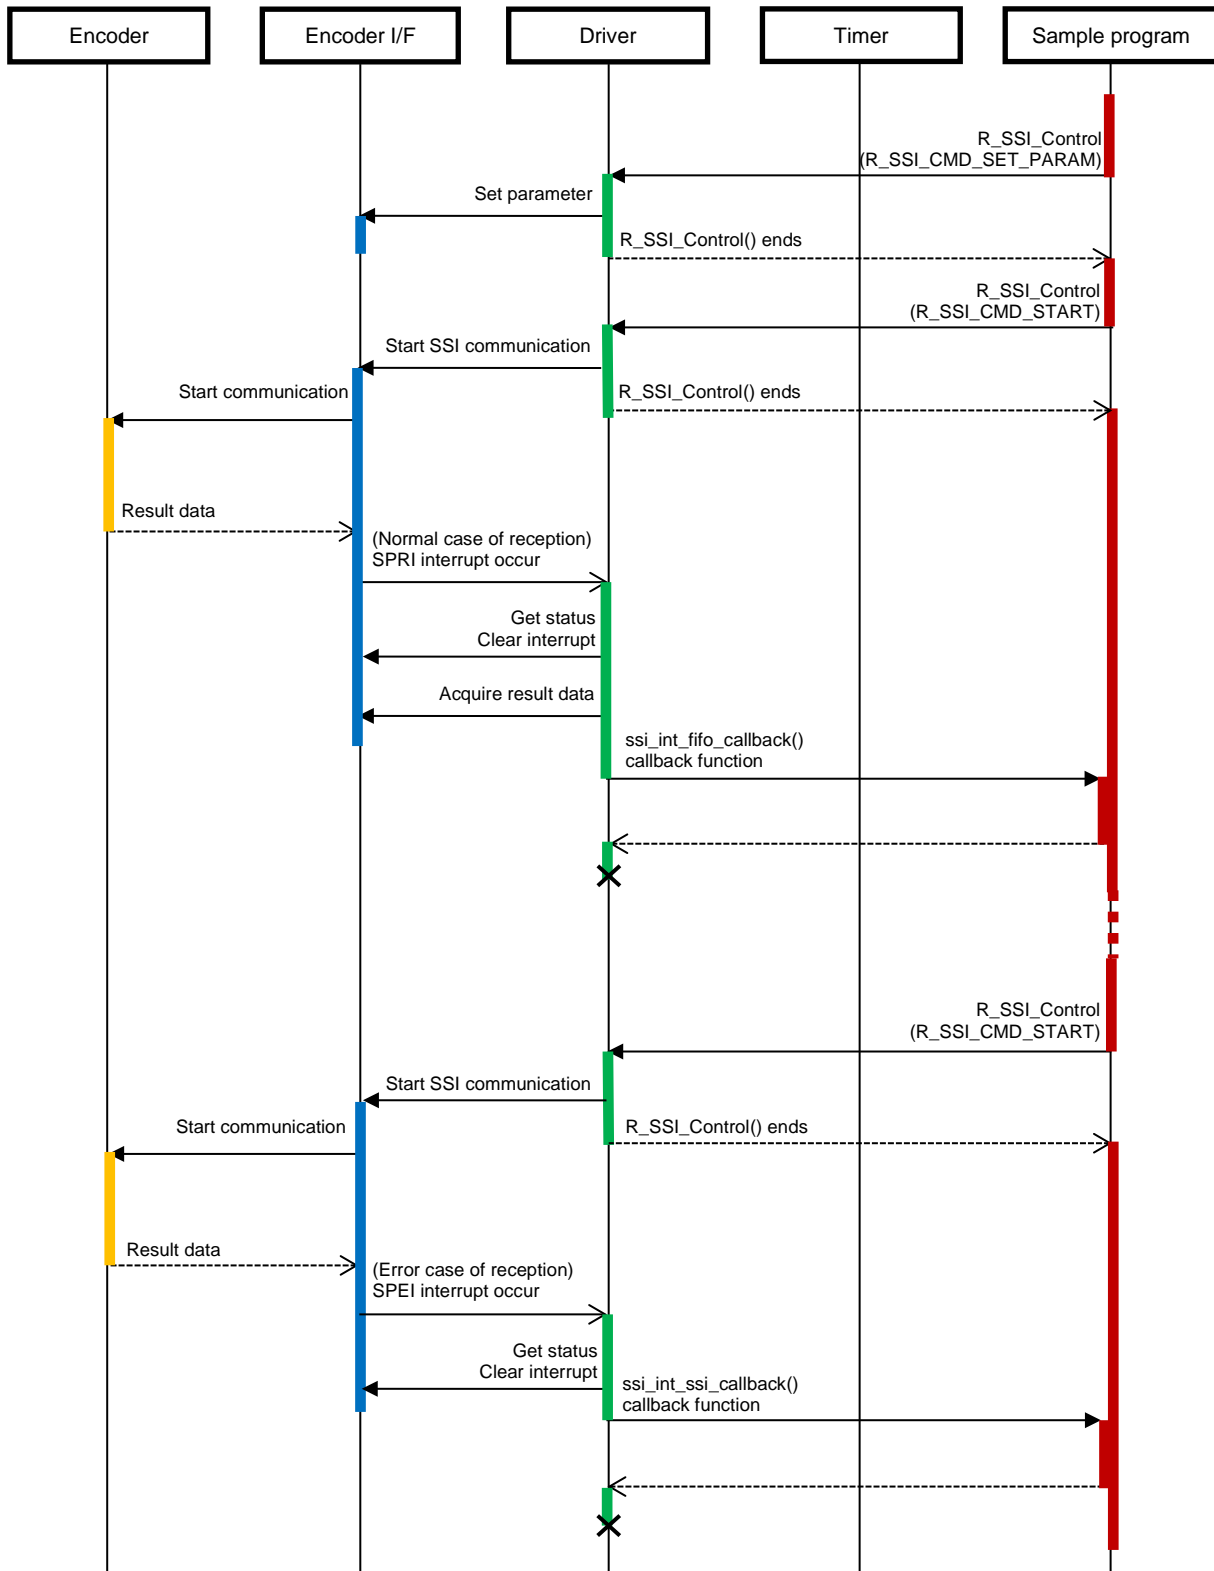 Encoder
Encoder I/F
Driver
Timer
Sample program
R_SSI_Control
(R_SSI_CMD_SET_PARAM)
Set parameter
R_SSI_Control() ends
R_SSI_Control
(R_SSI_CMD_START)
Start SSI communication
Start communication
R_SSI_Control() ends
Result data
(Normal case of reception)
SPRI interrupt occur
Get status
Clear interrupt
Acquire result data
ssi_int_fifo_callback()
callback function
R_SSI_Control
(R_SSI_CMD_START)
Start SSI communication
Start communication
R_SSI_Control() ends
Result data
(Error case of reception)
SPEI interrupt occur
Get status
Clear interrupt
ssi_int_ssi_callback()
callback function